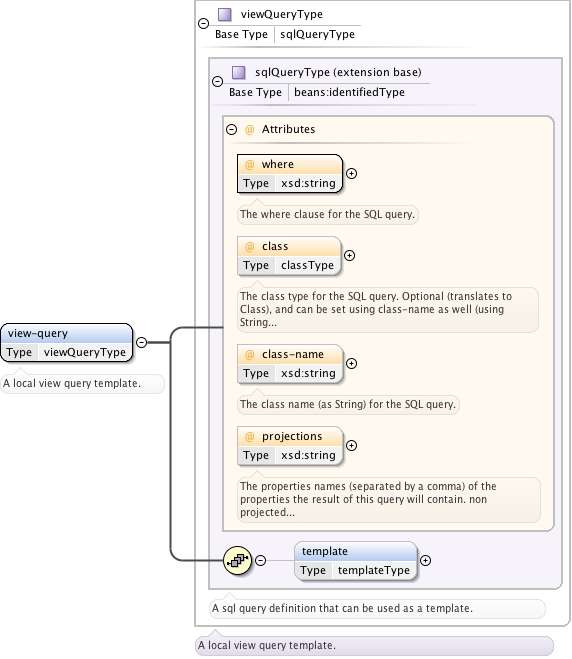 viewQueryType
Base Type sqlQueryType
sqlQueryType (extension base)
Base Type beans:identifiedType
@ Attributes
@ where
Type xsd:string
The where clause for the SQL query.
@ class
Type classType
The class type for the SQL query. Optional (translates to
Class), and can be set using class-name as well (using
String...
view-query
Type viewQueryType
A local view query template.
@ class-name
Type xsd:string
The class name (as String) for the SQL query.
@ projections
Type xsd:string
The properties names (separated by a comma) of the
properties the result of this query will contain. non
projected...
template
Type templateType
A sql query definition that can be used as a template.
A local view query template.